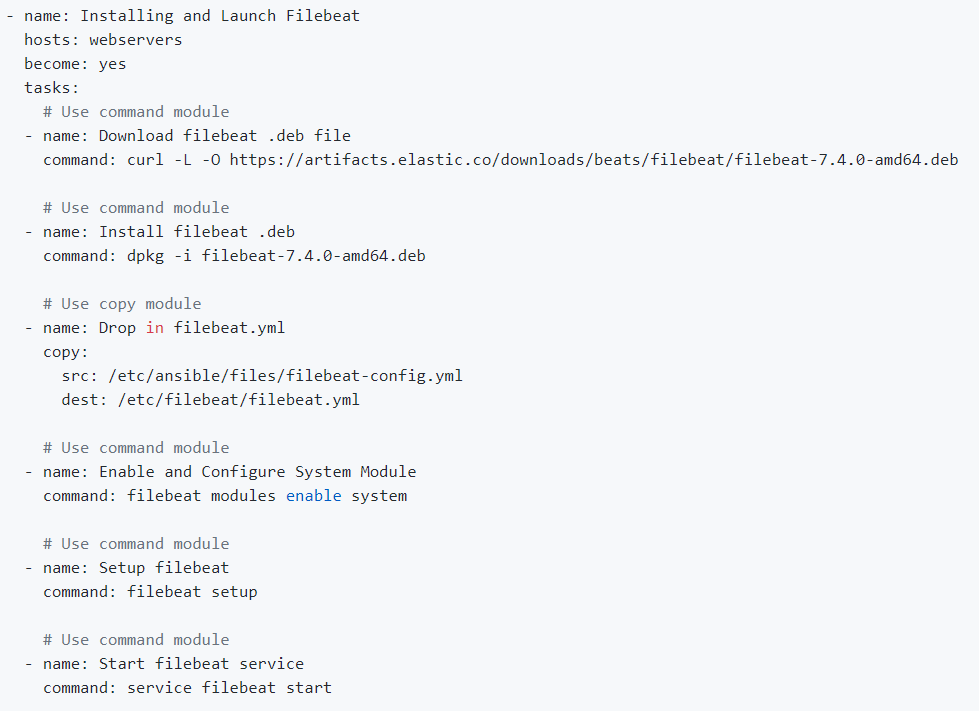 - name: Installing and Launch Filebeat
  hosts: webservers
  become: yes
  tasks:
    # Use command module
  - name: Download filebeat .deb file
    command: curl -L -O https://artifacts.elastic.co/downloads/beats/filebeat/filebeat-7.4.0-amd64.deb

    # Use command module
  - name: Install filebeat .deb
    command: dpkg -i filebeat-7.4.0-amd64.deb

    # Use copy module
  - name: Drop in filebeat.yml
    copy:
      src: /etc/ansible/files/filebeat-config.yml
      dest: /etc/filebeat/filebeat.yml

    # Use command module
  - name: Enable and Configure System Module
    command: filebeat modules enable system

    # Use command module
  - name: Setup filebeat
    command: filebeat setup

    # Use command module
  - name: Start filebeat service
    command: service filebeat start